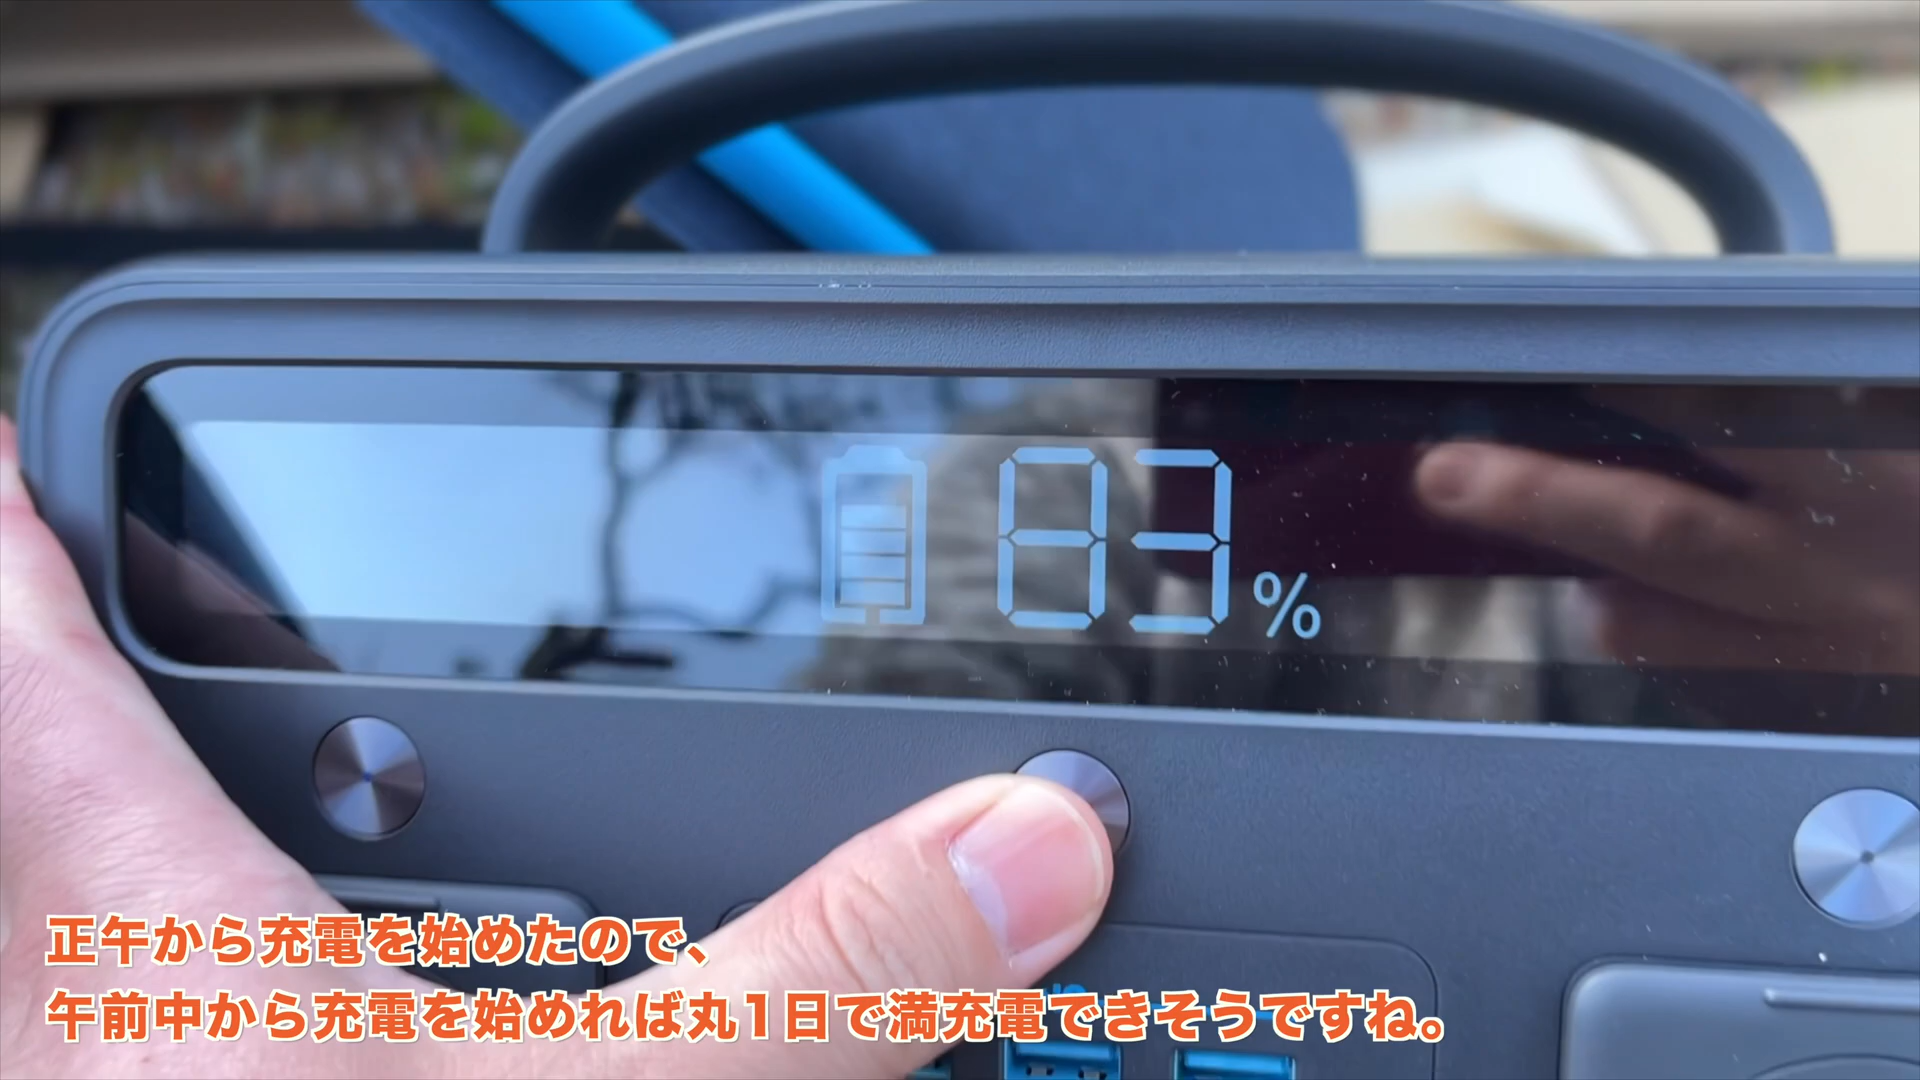 83%
正午から充電を始めたので、
午前中から充電を始めれば丸1日で満充電できそうですね。